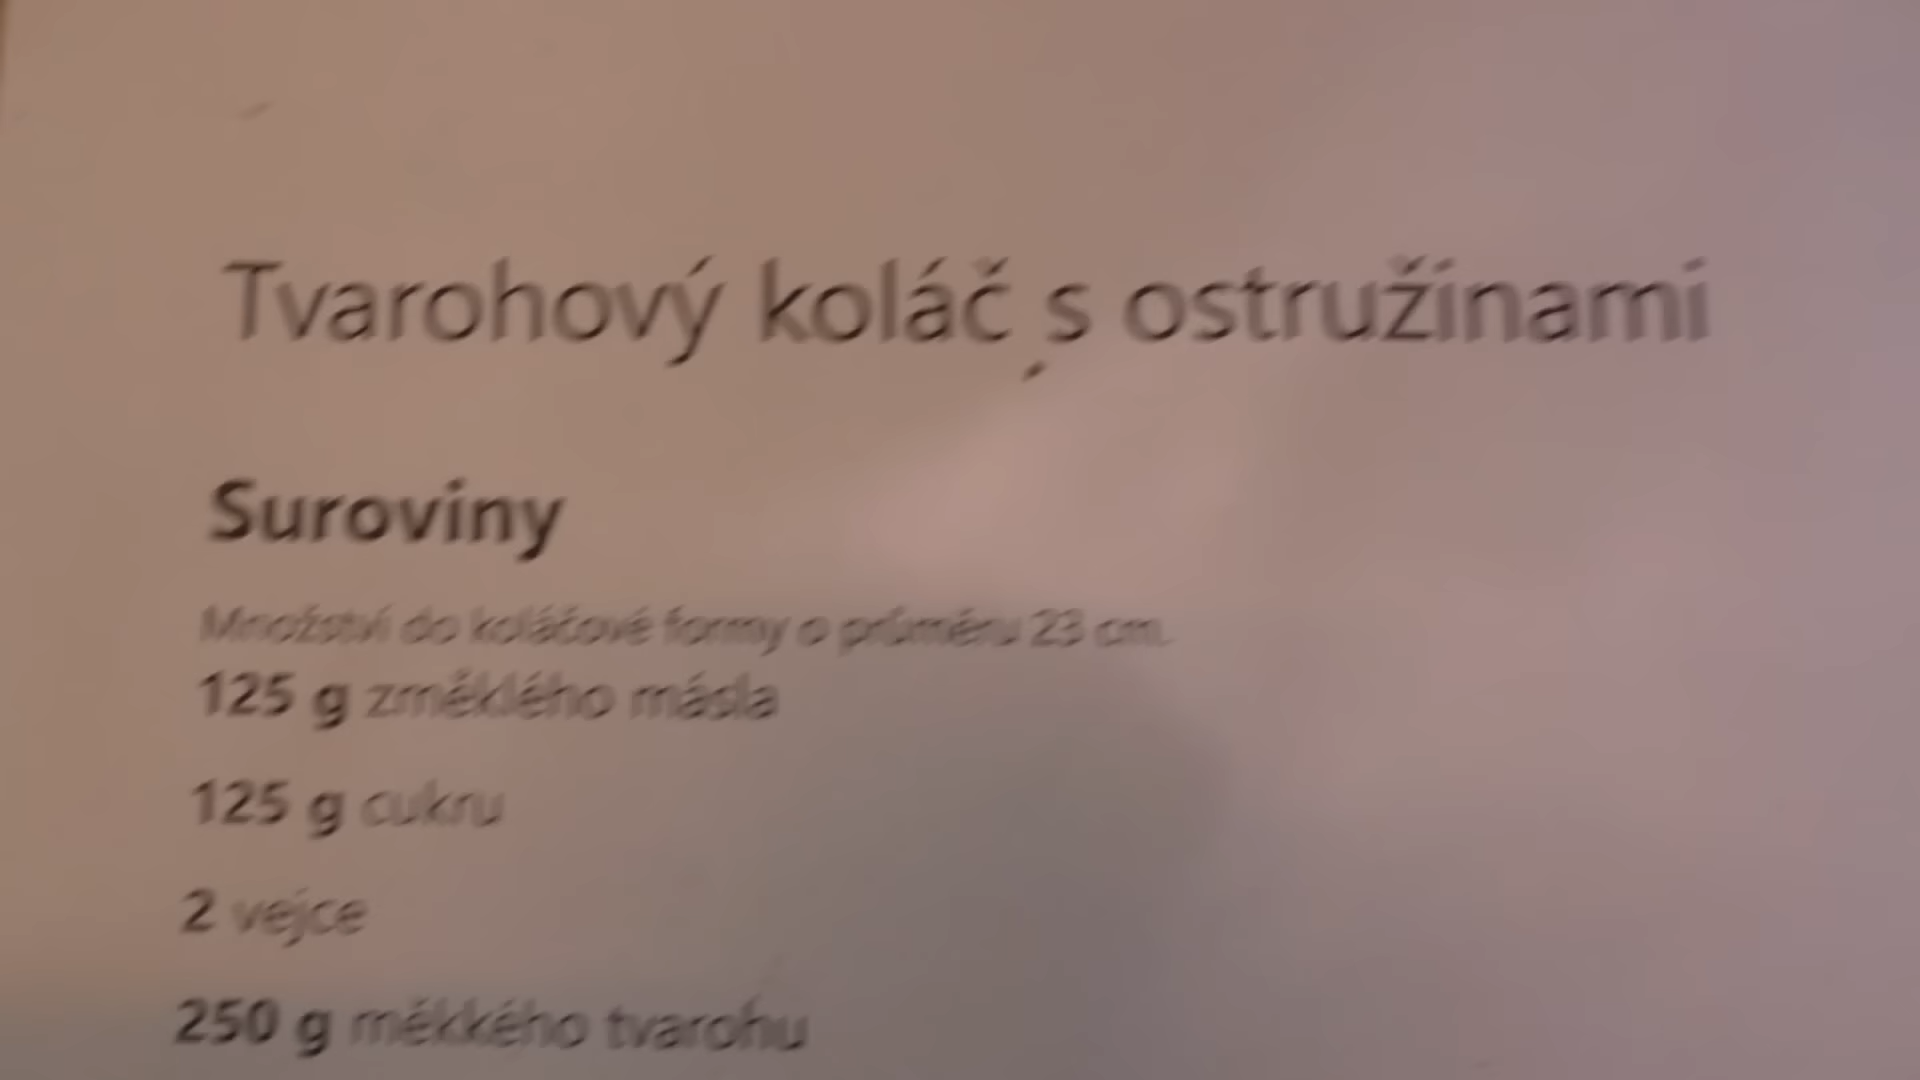 Tvarohový koláč s ostružinami
Suroviny
Množství do koláčové formy o průměru 23 cm.
125 g změklého másla
125 g cukru
2 vejce
250 g měkkého tvarohu